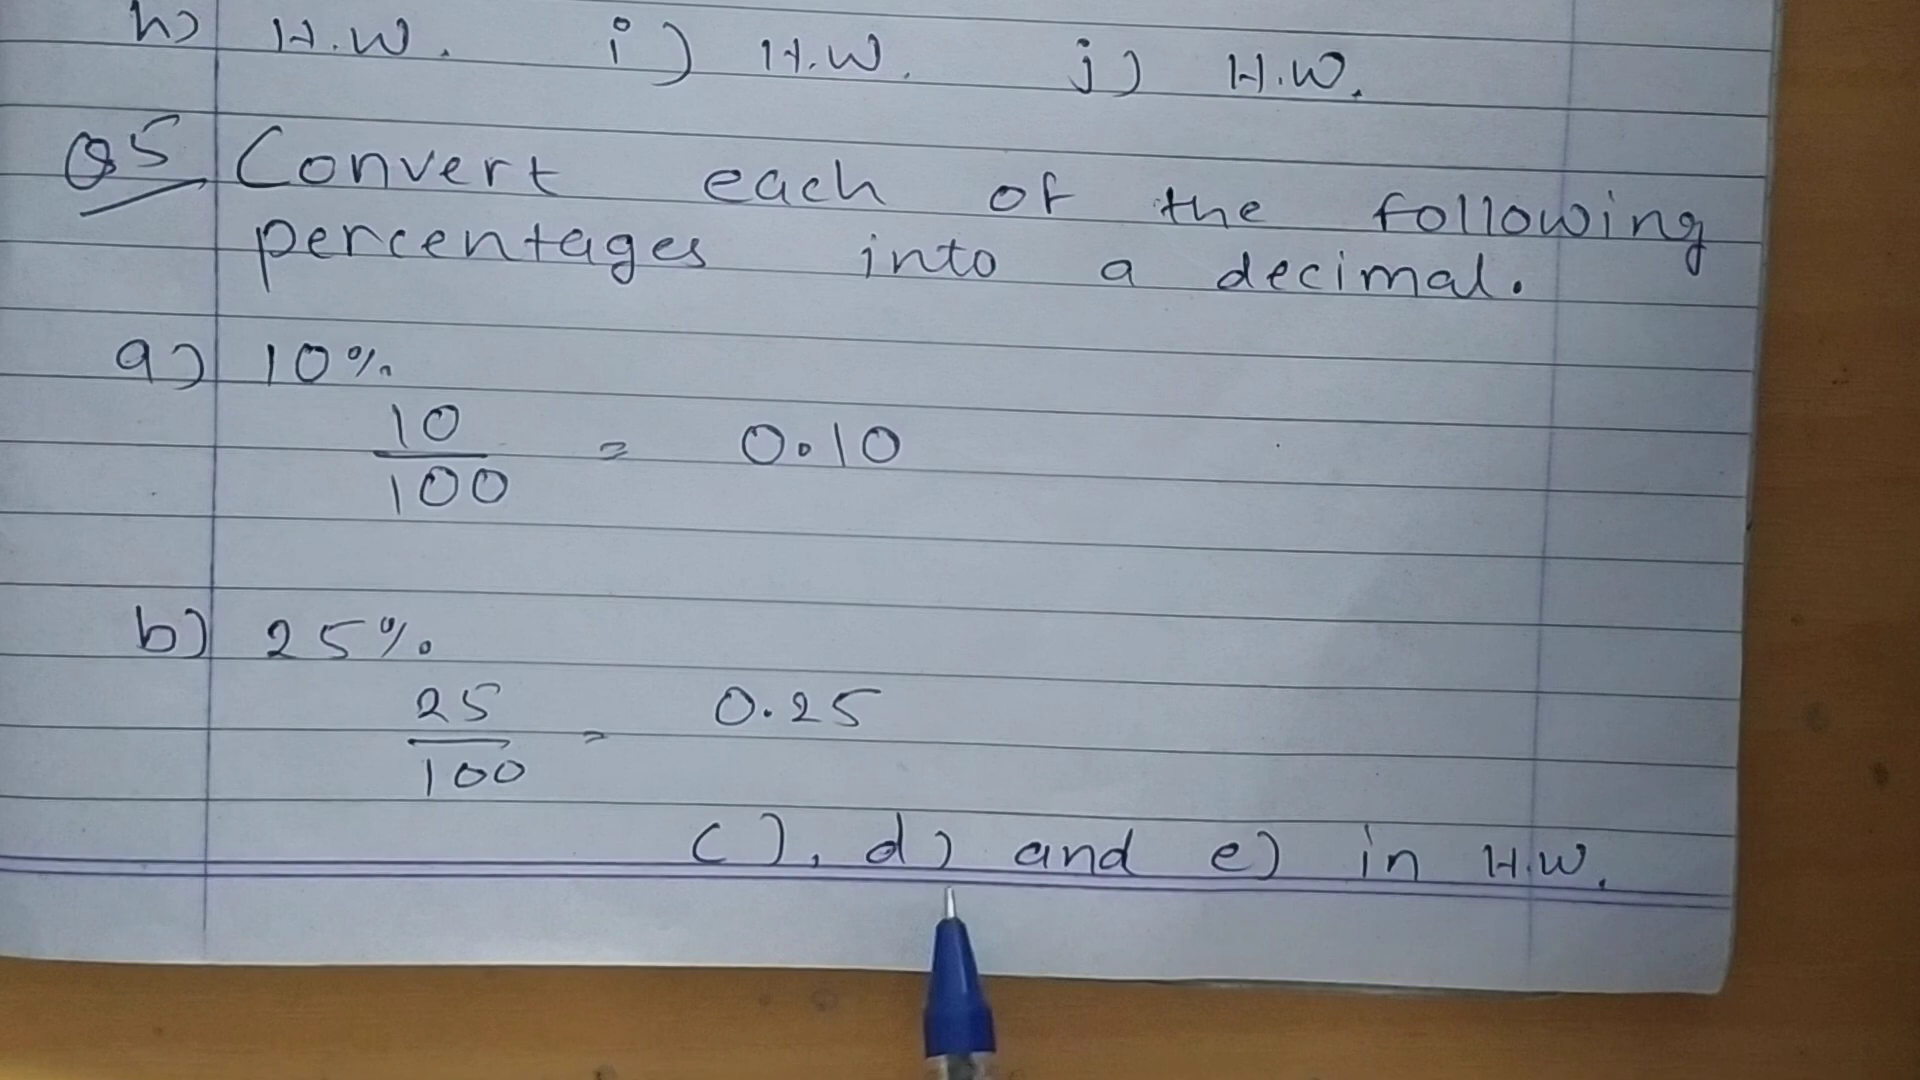 h) H.W. i) H.W. j) H.W.
Q5 Convert each of the following
percentages into a decimal.
a) 10%
10
= 0.10
100
b) 25%
25
= 0.25
100
c), d) and e) in H.W.